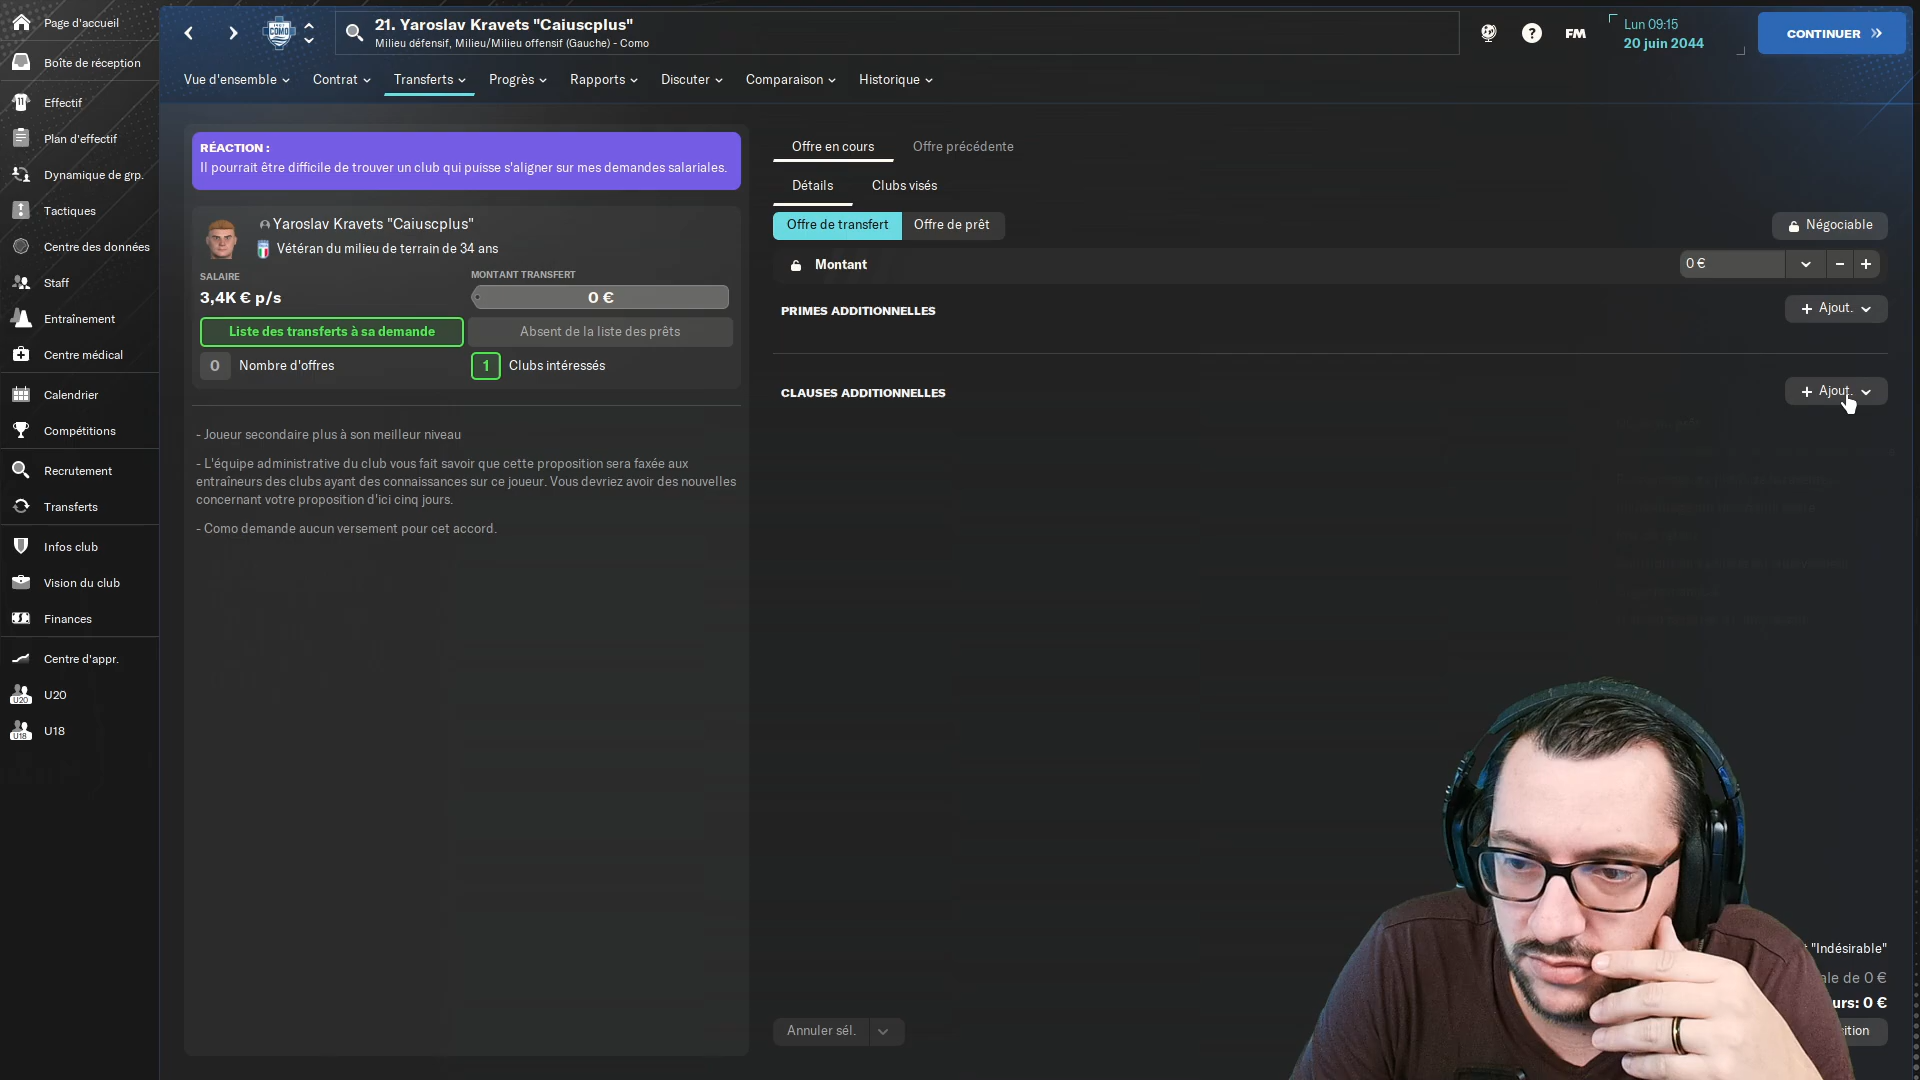 Page d'accueil
Boîte de réception
Effectif
Plan d'effectif
Dynamique de grp.
Tactiques
Centre des données
Staff
Entraînement
Centre médical
Calendrier
Compétitions
Recrutement
Transferts
Infos club
Vision du club
Finances
Centre d'appr.
U20
U18
21. Yaroslav Kravets "Caiuscplus"
Milieu défensif, Milieu/Milieu offensif (Gauche) - Como
FM
Lun 09:15
20 juin 2044
CONTINUER
Vue d'ensemble
Contrat
Transferts
Progrès
Rapports
Discuter
Comparaison
Historique
RÉACTION :
Il pourrait être difficile de trouver un club qui puisse s'aligner sur mes demandes salariales.
Yaroslav Kravets "Caiuscplus"
Vétéran du milieu de terrain de 34 ans
SALAIRE
3,4K € p/s
MONTANT TRANSFERT
0 €
Liste des transferts à sa demande
Absent de la liste des prêts
0 Nombre d'offres
1 Clubs intéressés
- Joueur secondaire plus à son meilleur niveau
- L'équipe administrative du club vous fait savoir que cette proposition sera faxée aux
entraîneurs des clubs ayant des connaissances sur ce joueur. Vous devriez avoir des nouvelles
concernant votre proposition d'ici cinq jours.
- Como demande aucun versement pour cet accord.
Offre en cours
Offre précédente
Détails
Clubs visés
Offre de transfert
Offre de prêt
Négociable
Montant
0 €
PRIMES ADDITIONNELLES
+ Ajout.
CLAUSES ADDITIONNELLES
+ Ajout.
"Indésirable"
de 0 €
0 €
Annuler sél.